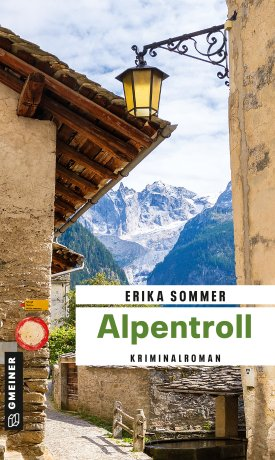 ERIKA SOMMER
Alpentroll
KRIMINALROMAN
GMEINER